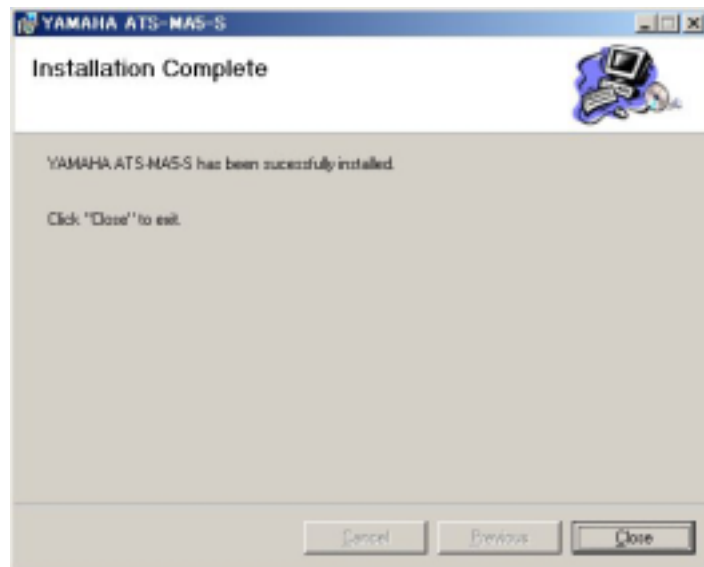 YAMAHA ATS-MA5-S
Installation Complete
YAMAHA ATS-MA5-S has been sucessfully installed.
Click "Close" to exit.
Cancel
Previous
Close